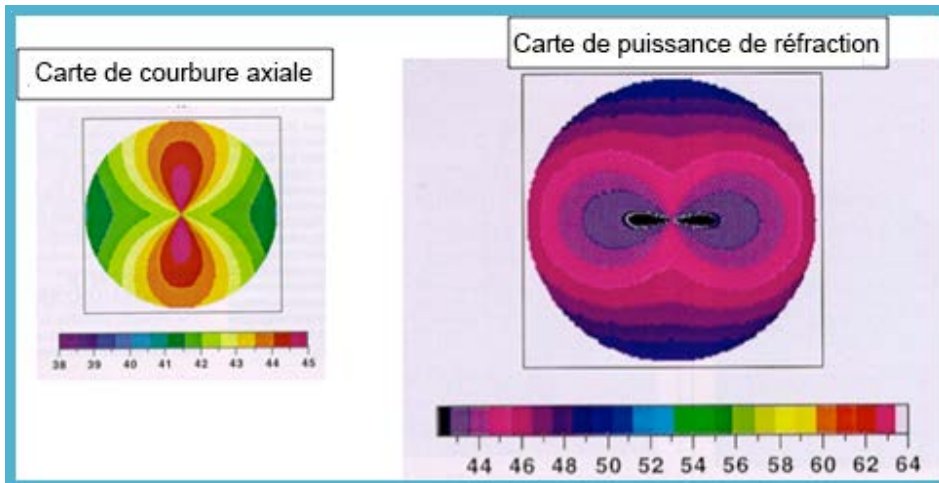 Carte de courbure axiale
Carte de puissance de réfraction
38 39 40 41 42 43 44 45
44 46 48 50 52 54 56 58 60 62 64